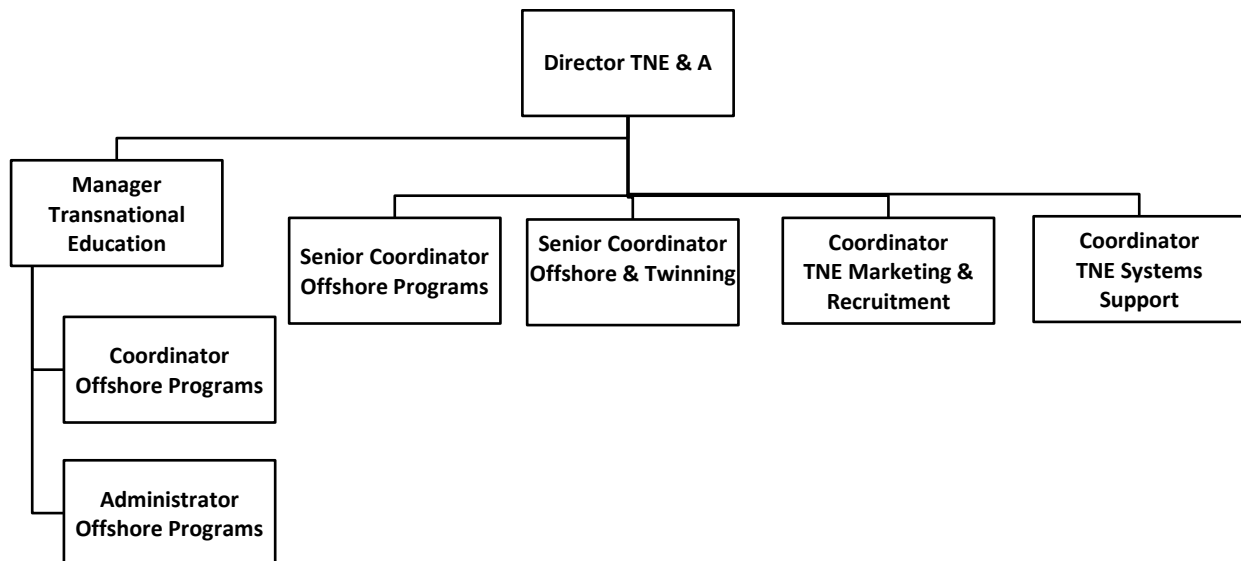 Director TNE & A
Manager
Transnational
Education
Senior Coordinator
Offshore Programs
Senior Coordinator
Offshore & Twinning
Coordinator
TNE Marketing &
Recruitment
Coordinator
TNE Systems
Support
Coordinator
Offshore Programs
Administrator
Offshore Programs